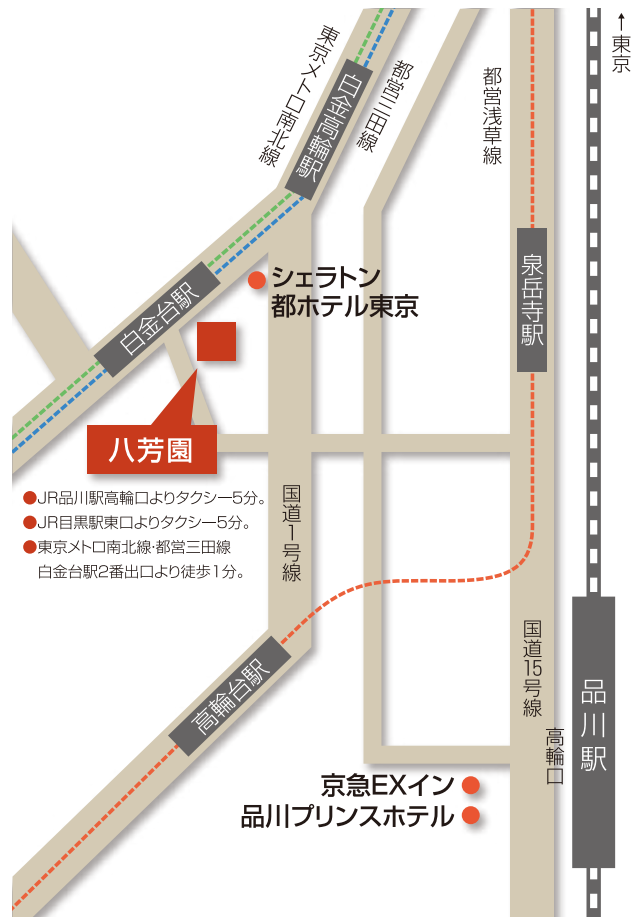 ↑東京
東京メトロ南北線
白金高輪駅
都営三田線
都営浅草線
泉岳寺駅
シェラトン
都ホテル東京
白金台駅
八芳園
●JR品川駅高輪口よりタクシー5分。
●JR目黒駅東口よりタクシー5分。
●東京メトロ南北線·都営三田線
白金台駅2番出口より徒歩1分。
国道1号線
国道15号線
高輪台駅
品川駅
高輪口
京急EXイン
品川プリンスホテル